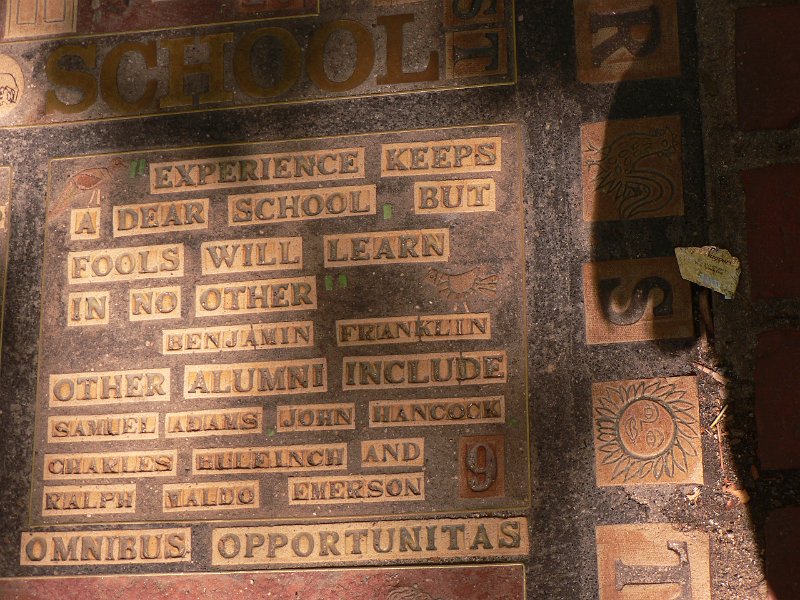 SCHOOL
ST
R
" EXPERIENCE KEEPS
A DEAR SCHOOL BUT
FOOLS WILL LEARN
IN NO OTHER "
BENJAMIN FRANKLIN
OTHER ALUMNI INCLUDE
SAMUEL ADAMS JOHN HANCOCK
CHARLES BULFINCH AND
RALPH WALDO EMERSON
9
OMNIBUS OPPORTUNITAS
S
T